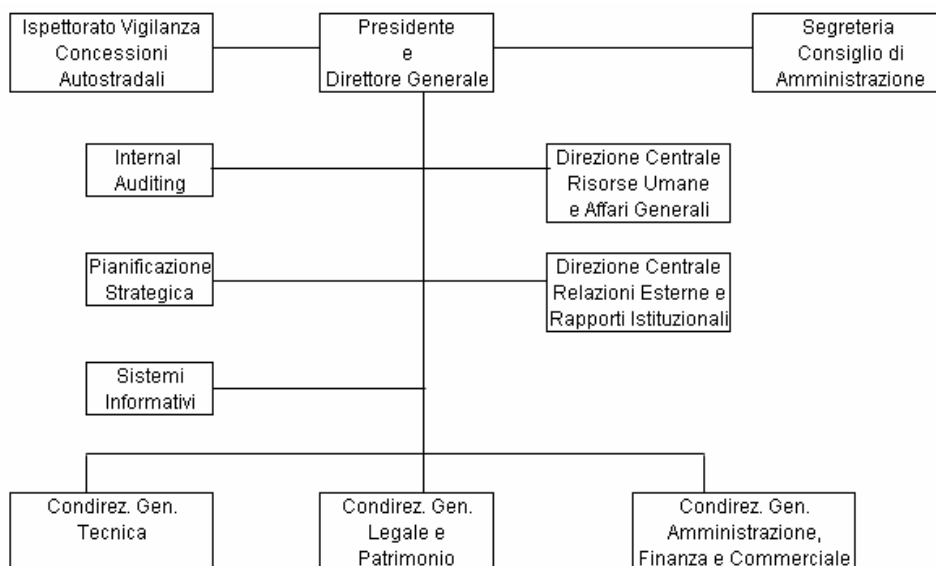 Ispettorato Vigilanza
Concessioni
Autostradali
Presidente
e
Direttore Generale
Segreteria
Consiglio di
Amministrazione
Internal
Auditing
Direzione Centrale
Risorse Umane
e Affari Generali
Pianificazione
Strategica
Direzione Centrale
Relazioni Esterne e
Rapporti Istituzionali
Sistemi
Informativi
Condirez. Gen.
Tecnica
Condirez. Gen.
Legale e
Patrimonio
Condirez. Gen.
Amministrazione,
Finanza e Commerciale